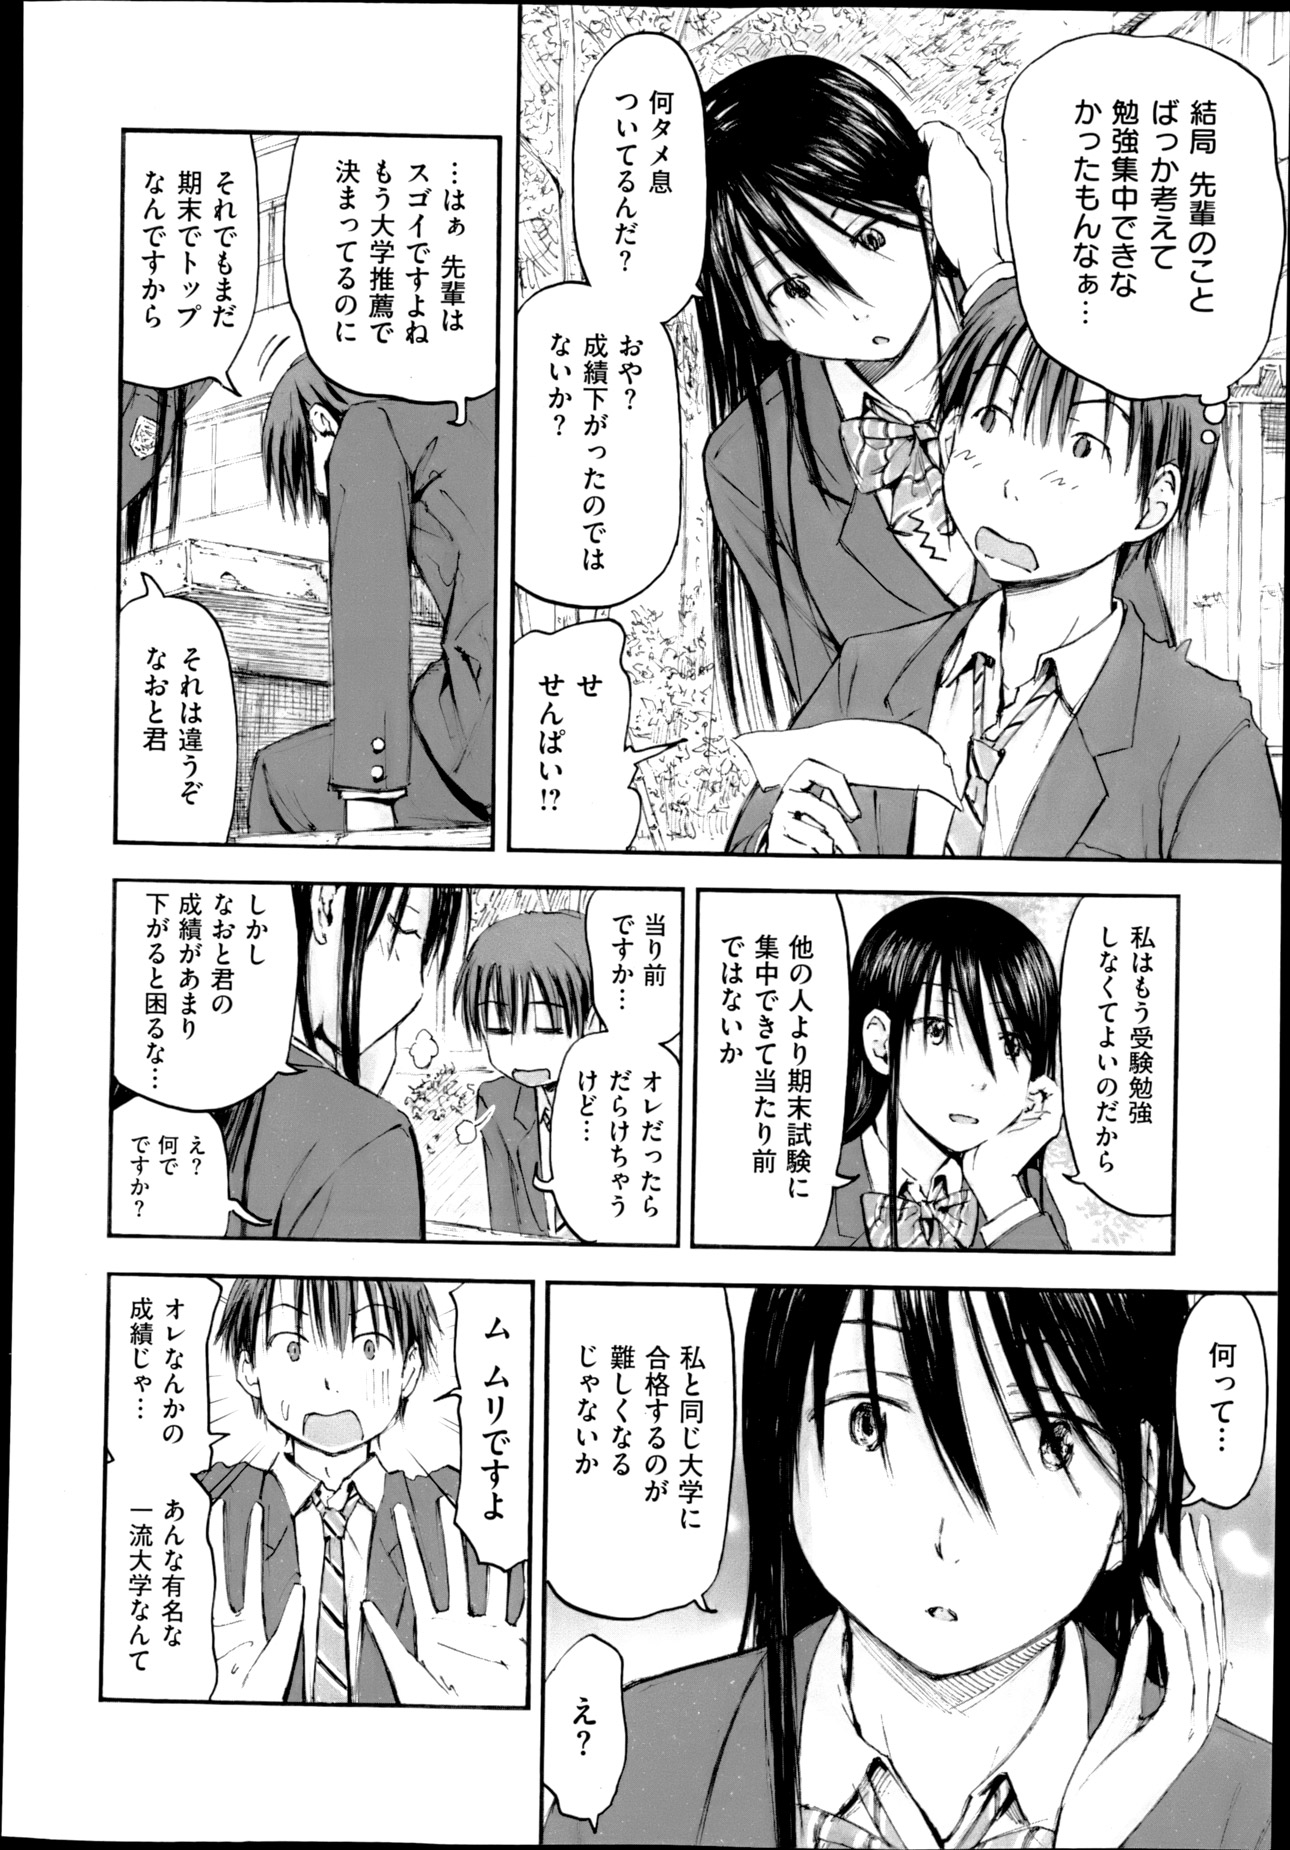 結局 先輩のこと
ばっか考えて
勉強集中できな
かったもんなぁ…
何タメ息
ついてるんだ?
おや?
成績下がったのでは
ないか?
せ
せんぱい!?
…はぁ 先輩は
スゴイですよね
もう大学推薦で
決まってるのに
それでもまだ
期末でトップ
なんですから
それは違うぞ
なおと君
私はもう受験勉強
しなくてよいのだから
他の人より期末試験に
集中できて当たり前
ではないか
当り前
ですか…
オレだったら
だらけちゃう
けど…
しかし
なおと君の
成績があまり
下がると困るな…
え?
何で
ですか?
何って…
私と同じ大学に
合格するのが
難しくなる
じゃないか
え?
ム ムリですよ
オレなんかの
成績じゃ…
あんな有名な
一流大学なんて